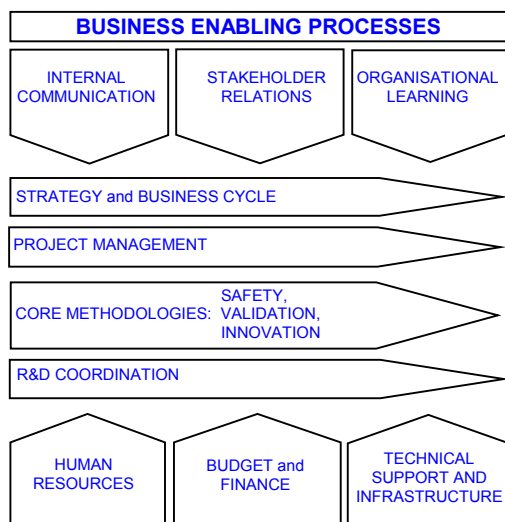 BUSINESS ENABLING PROCESSES
INTERNAL
COMMUNICATION
STAKEHOLDER
RELATIONS
ORGANISATIONAL
LEARNING
STRATEGY and BUSINESS CYCLE
PROJECT MANAGEMENT
CORE METHODOLOGIES: SAFETY,
VALIDATION,
INNOVATION
R&D COORDINATION
HUMAN
RESOURCES
BUDGET and
FINANCE
TECHNICAL
SUPPORT AND
INFRASTRUCTURE